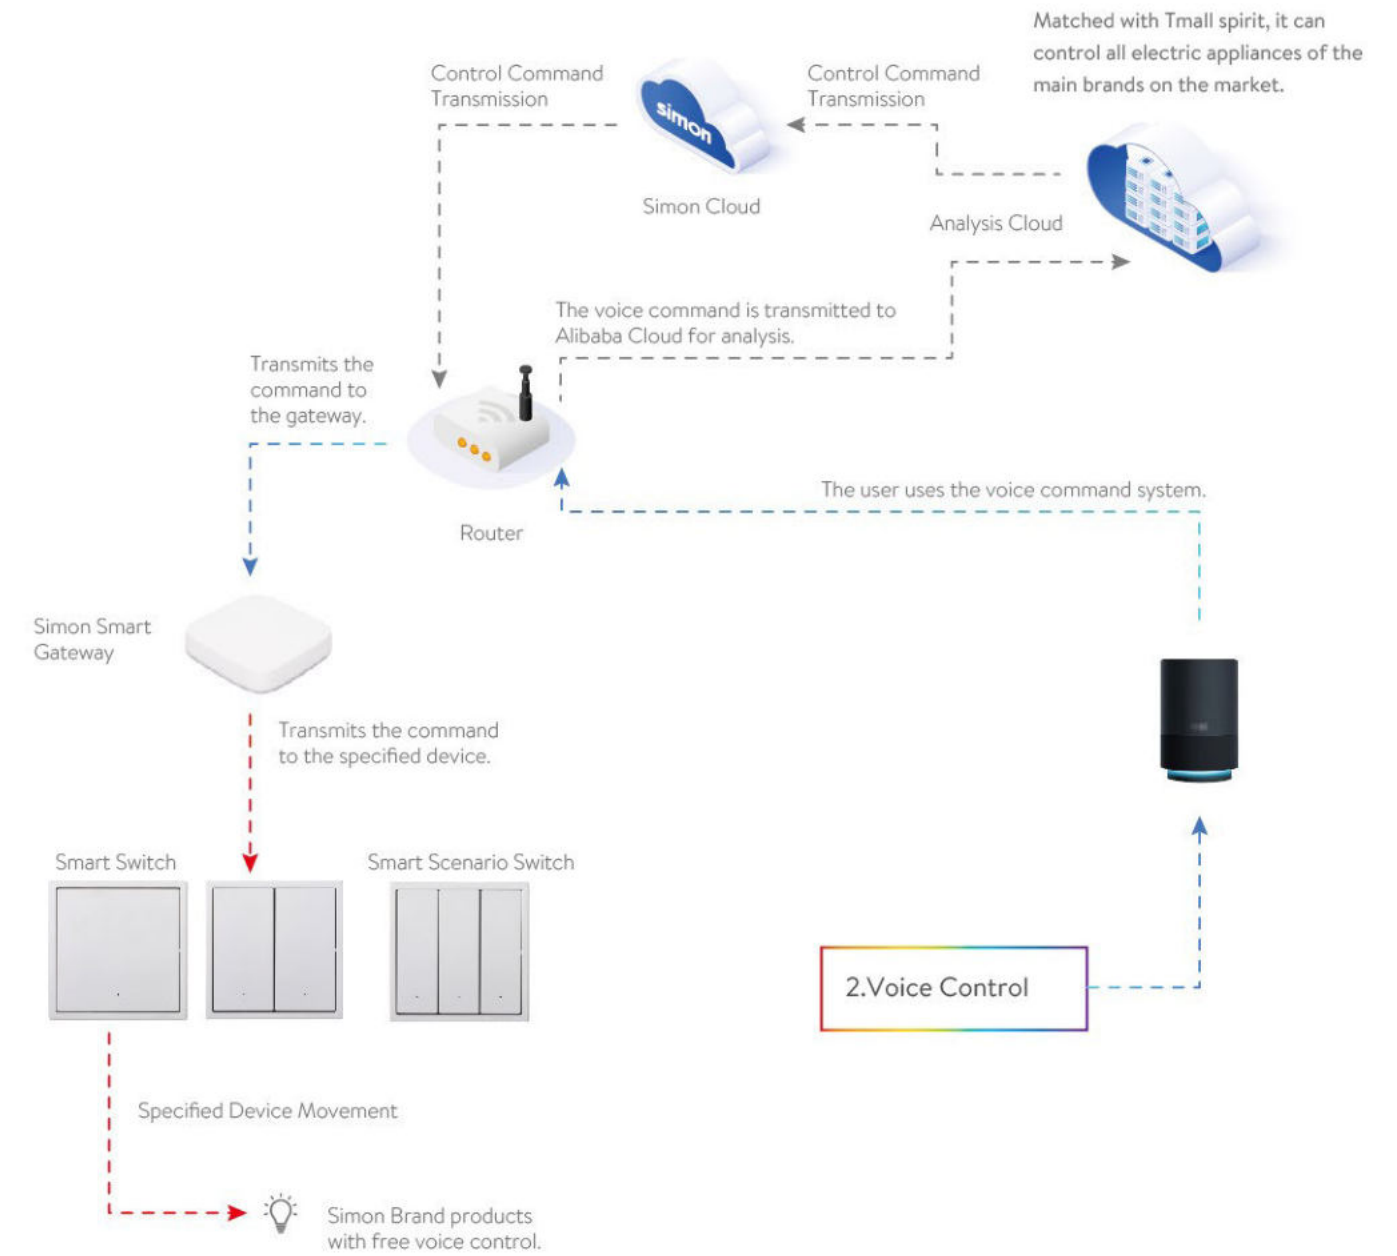 Matched with Tmall spirit, it can
control all electric appliances of the
main brands on the market.
Control Command
Transmission
simon
Control Command
Transmission
Simon Cloud
Analysis Cloud
The voice command is transmitted to
Alibaba Cloud for analysis.
Transmits the
command to
the gateway.
The user uses the voice command system.
Router
Simon Smart
Gateway
Transmits the command
to the specified device.
Smart Switch
Smart Scenario Switch
2.Voice Control
Specified Device Movement
Simon Brand products
with free voice control.